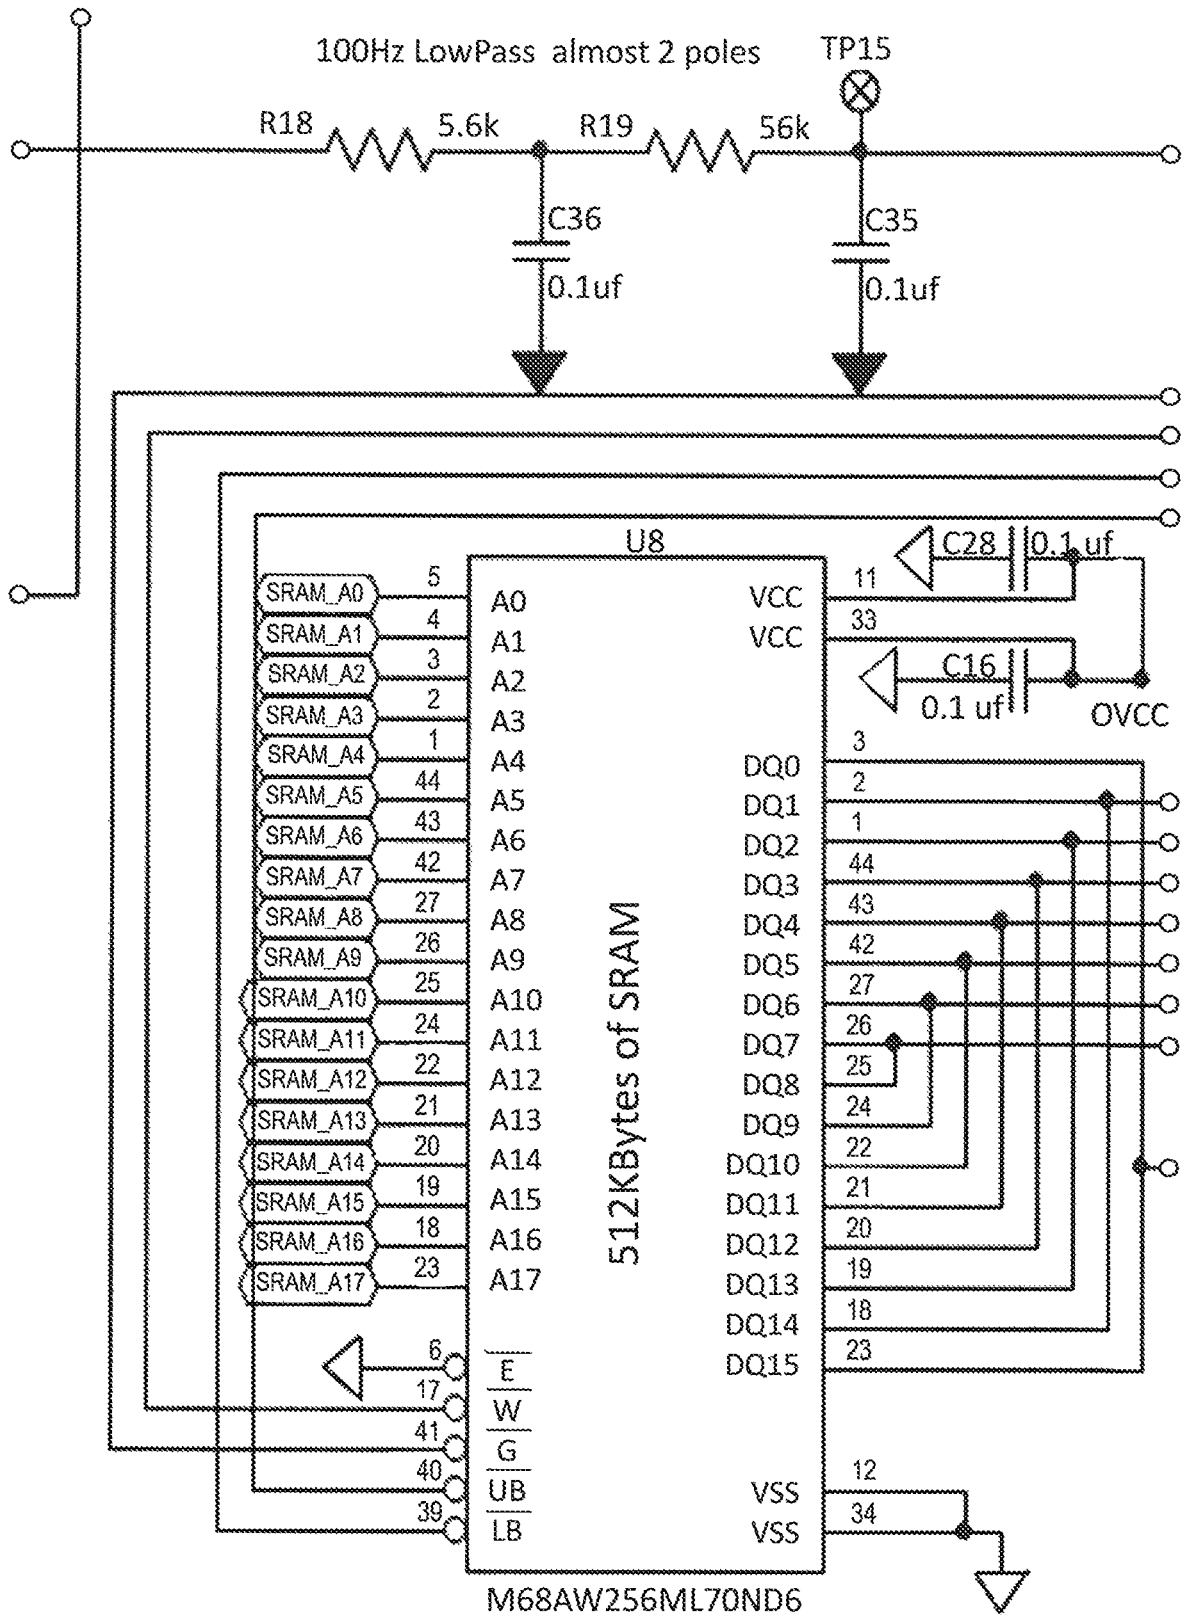 100Hz LowPass almost 2 poles
TP15
R18 5.6k R19 56k
C36 C35
0.1uf 0.1uf
U8
C28 0.1 uf
SRAM_A0 5 A0 VCC 11
SRAM_A1 4 A1 VCC 33
SRAM_A2 3 A2 C16
0.1 uf OVCC
SRAM_A3 2 A3
SRAM_A4 1 A4 DQ0 3
SRAM_A5 44 A5 DQ1 2
SRAM_A6 43 A6 DQ2 1
SRAM_A7 42 A7 DQ3 44
SRAM_A8 27 A8 DQ4 43
SRAM_A9 26 A9 DQ5 42
SRAM_A10 25 A10 DQ6 27
SRAM_A11 24 A11 DQ7 26
SRAM_A12 22 A12 DQ8 25
SRAM_A13 21 A13 DQ9 24
SRAM_A14 20 A14 DQ10 22
SRAM_A15 19 A15 DQ11 21
SRAM_A16 18 A16 DQ12 20
SRAM_A17 23 A17 DQ13 19
DQ14 18
6 E DQ15 23
17 W
41 G
40 UB VSS 12
39 LB VSS 34
512KBytes of SRAM
M68AW256ML70ND6